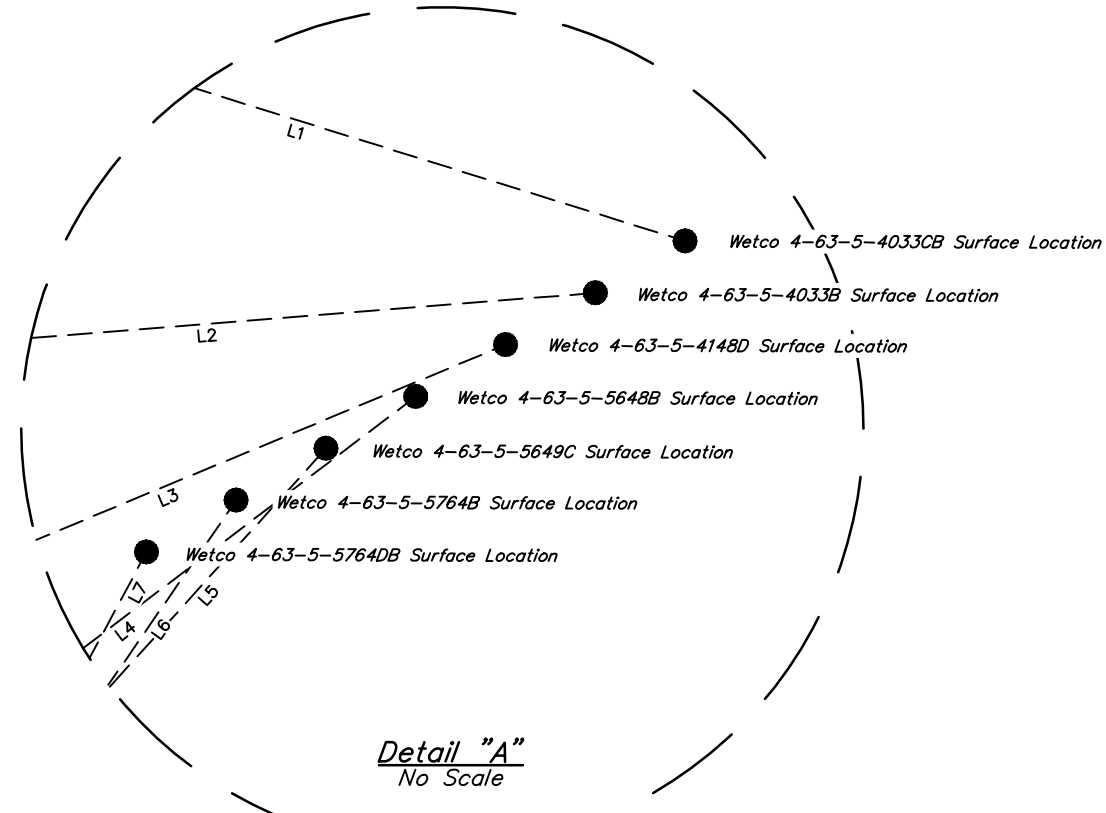 L1
Wetco 4-63-5-4033CB Surface Location
Wetco 4-63-5-4033B Surface Location
L2
Wetco 4-63-5-4148D Surface Location
Wetco 4-63-5-5648B Surface Location
Wetco 4-63-5-5649C Surface Location
L3
Wetco 4-63-5-5764B Surface Location
Wetco 4-63-5-5764DB Surface Location
L7
L5
L4
L6
Detail "A"
No Scale